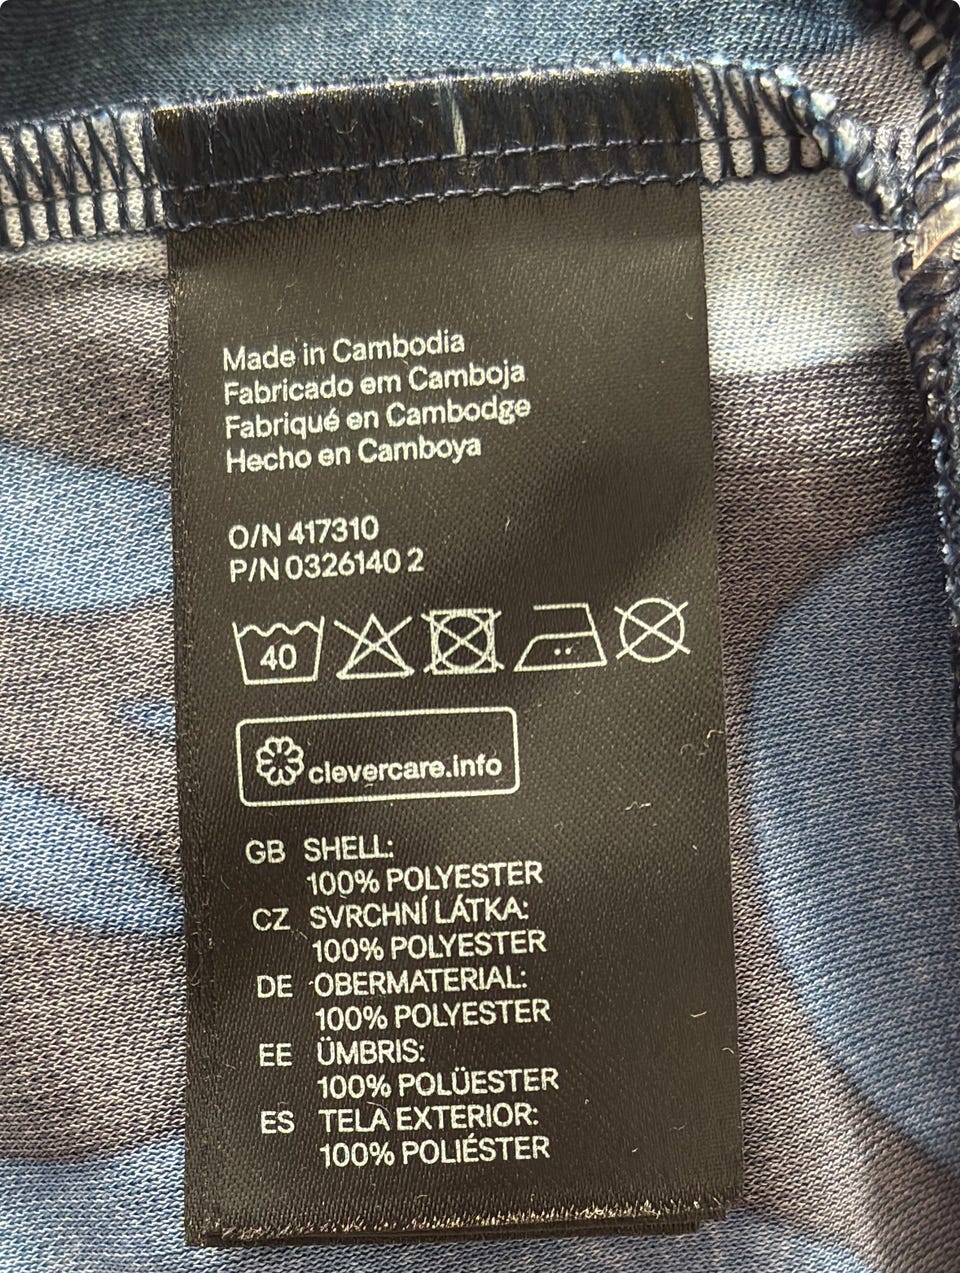 Made in Cambodia
Fabricado em Camboja
Fabriqué en Cambodge
Hecho en Camboya
O/N 417310
P/N 0326140 2
40
clevercare.info
GB SHELL:
100% POLYESTER
CZ SVRCHNÍ LÁTKA:
100% POLYESTER
DE OBERMATERIAL:
100% POLYESTER
EE ÜMBRIS:
100% POLÜESTER
ES TELA EXTERIOR:
100% POLIÉSTER